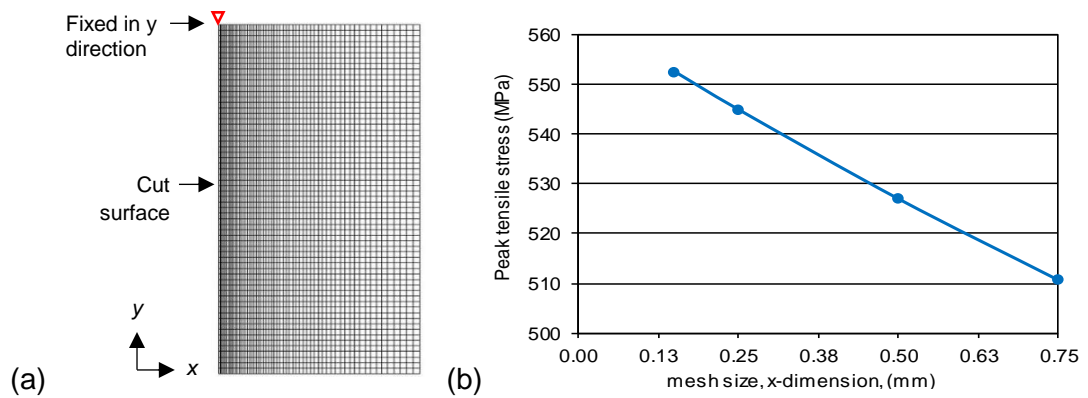 Fixed in y
direction
Cut
surface
y
x
(a)
Peak tensile stress (MPa)
560
550
540
530
520
510
500
0.00 0.13 0.25 0.38 0.50 0.63 0.75
mesh size, x-dimension, (mm)
(b)